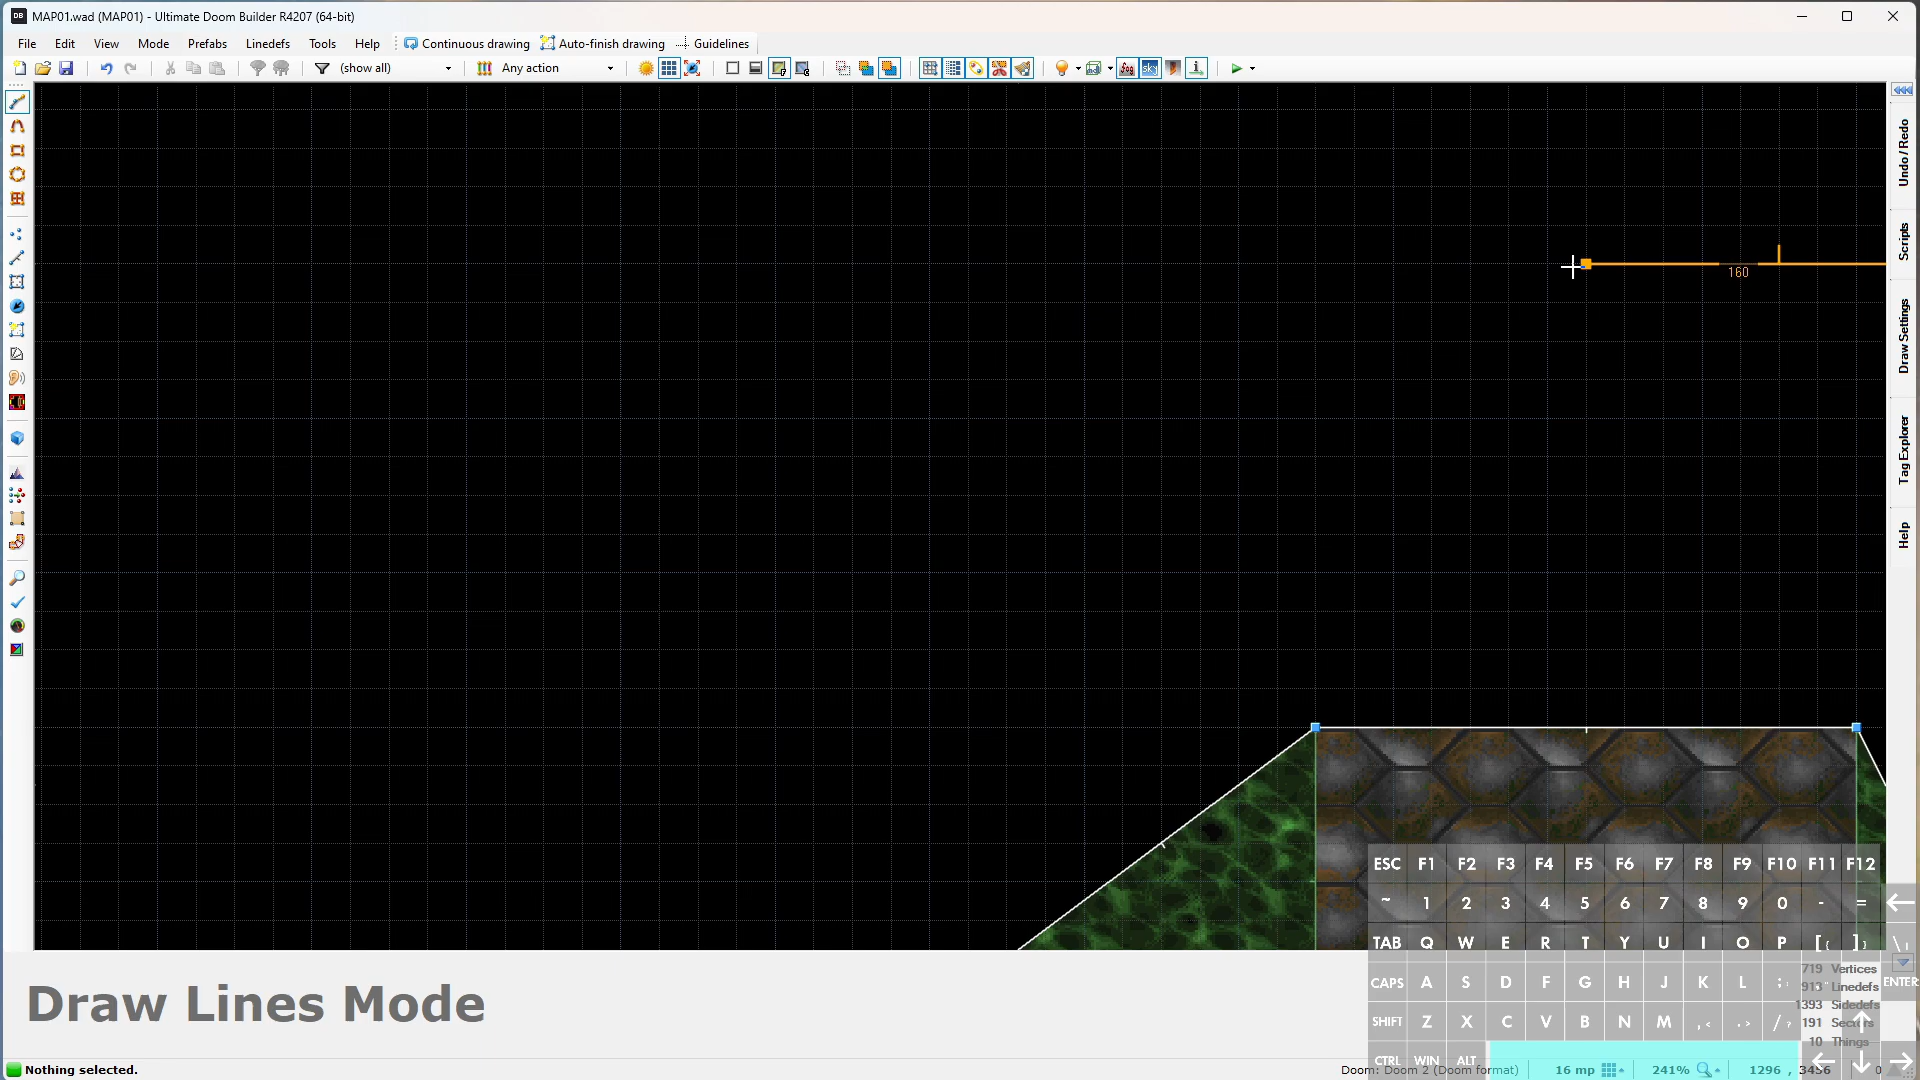 MAP01.wad (MAP01) - Ultimate Doom Builder R4207 (64-bit)
File Edit View Mode Prefabs Linedefs Tools Help Continuous drawing Auto-finish drawing Guidelines
(show all) Any action
Undo / Redo
Scripts
Draw Settings
Tag Explorer
Help
160
ESC F1 F2 F3 F4 F5 F6 F7 F8 F9 F10 F11 F12
~ 1 2 3 4 5 6 7 8 9 0 - =
TAB Q W E R T Y U I O P [{ ]} \|
CAPS A S D F G H J K L ; ENTER
SHIFT Z X C V B N M ,< .> /?
CTRL WIN ALT
719 Vertices
913 Linedefs
1393 Sidedefs
191 Sectors
10 Things
Draw Lines Mode
Nothing selected.
Doom: Doom 2 (Doom format) 16 mp 241% 1296 , 3456 0